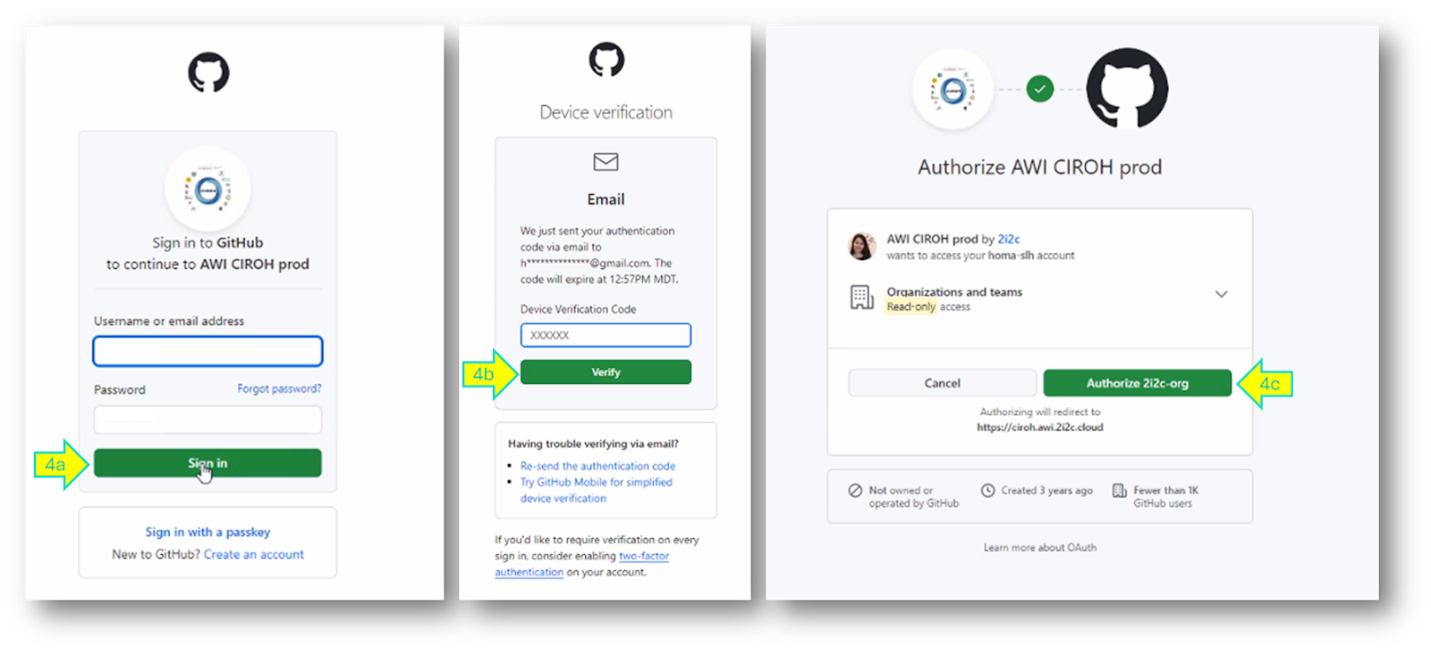 Sign in to GitHub
to continue to AWI CIROH prod
Username or email address
Password Forgot password?
4a
Sign in
Sign in with a passkey
New to GitHub? Create an account
Device verification
Email
We just sent your authentication
code via email to
h**************@gmail.com. The
code will expire at 12:57PM MDT.
Device Verification Code
XXXXXX
4b
Verify
Having trouble verifying via email?
• Re-send the authentication code
• Try GitHub Mobile for simplified
device verification
If you'd like to require verification on every
sign in, consider enabling two-factor
authentication on your account.
Authorize AWI CIROH prod
AWI CIROH prod by 2i2c
wants to access your homa-slh account
Organizations and teams
Read-only access
Cancel
Authorize 2i2c-org
4c
Authorizing will redirect to
https://ciroh.awi.2i2c.cloud
Not owned or
operated by GitHub
Created 3 years ago
Fewer than 1K
GitHub users
Learn more about OAuth